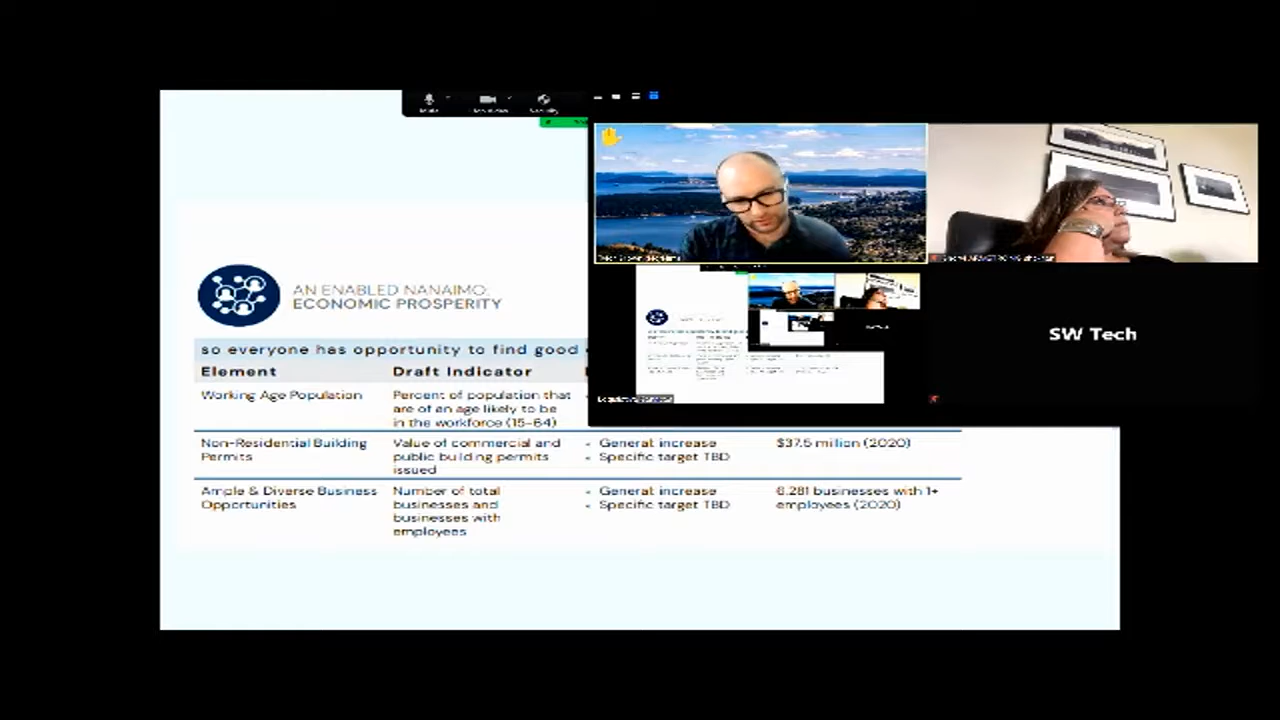 AN ENABLED NANAIMO:
ECONOMIC PROSPERITY
so everyone has opportunity to find good
Element Draft Indicator
Working Age Population
Percent of population that
are of an age likely to be
in the workforce (15-64)
Non-Residential Building
Permits
Value of commercial and
public building permits
issued
• General increase
• Specific target TBD
$37.5 million (2020)
Ample & Diverse Business
Opportunities
Number of total
businesses and
businesses with
employees
• General increase
• Specific target TBD
6,281 businesses with 1+
employees (2020)
SW Tech